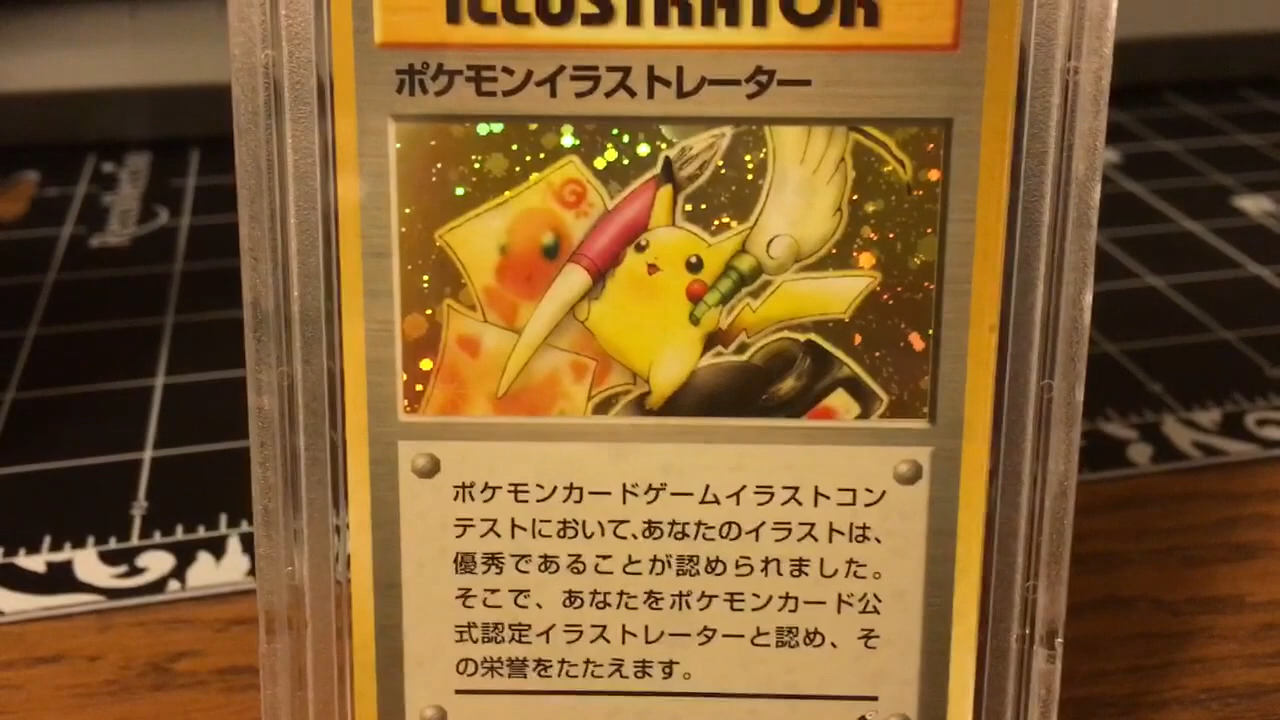 ILLUSTRATOR
ポケモンイラストレーター
ポケモンカードゲームイラストコン
テストにおいて、あなたのイラストは、
優秀であることが認められました。
そこで、あなたをポケモンカード公
式認定イラストレーターと認め、そ
の栄誉をたたえます。